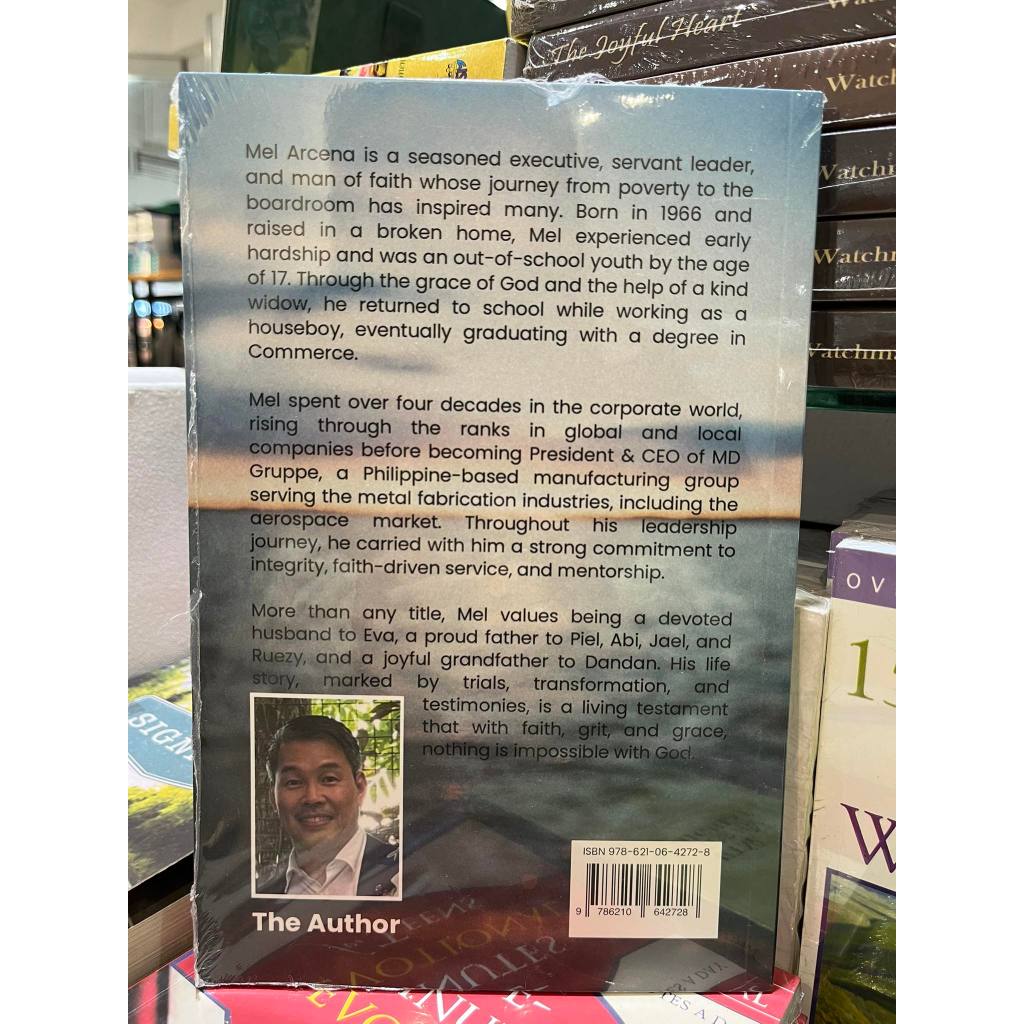 The Joyful Heart
Watchm
Watchm
Watchm
Watchma
Mel Arcena is a seasoned executive, servant leader,
and man of faith whose journey from poverty to the
boardroom has inspired many. Born in 1966 and
raised in a broken home, Mel experienced early
hardship and was an out-of-school youth by the age
of 17. Through the grace of God and the help of a kind
widow, he returned to school while working as a
houseboy, eventually graduating with a degree in
Commerce.
Mel spent over four decades in the corporate world,
rising through the ranks in global and local
companies before becoming President & CEO of MD
Gruppe, a Philippine-based manufacturing group
serving the metal fabrication industries, including the
aerospace market. Throughout his leadership
journey, he carried with him a strong commitment to
integrity, faith-driven service, and mentorship.
More than any title, Mel values being a devoted
husband to Eva, a proud father to Piel, Abi, Jael, and
Ruezy, and a joyful grandfather to Dandan. His life
story, marked by trials, transformation, and
testimonies, is a living testament
that with faith, grit, and grace,
nothing is impossible with God.
The Author
ISBN 978-621-06-4272-8
9 786210 642728
SIGN
OV
15
W